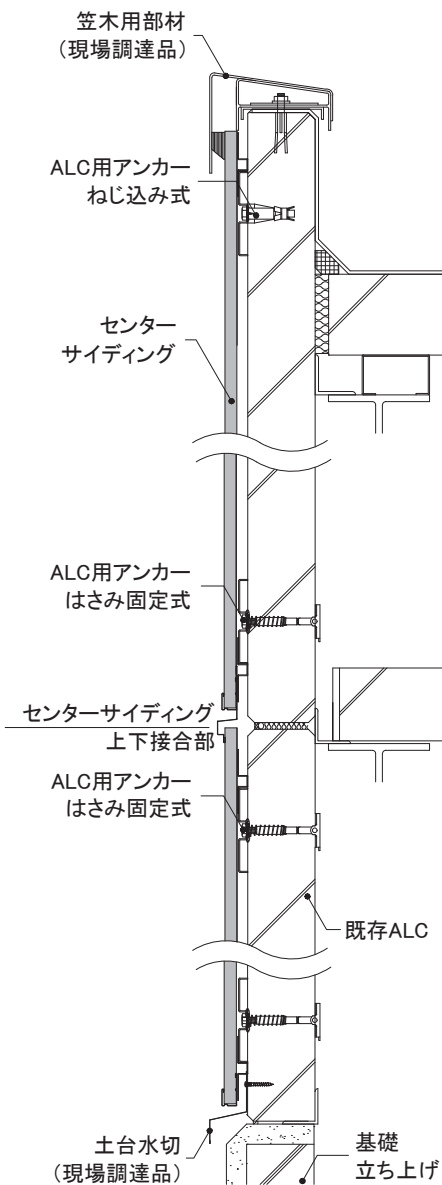 笠木用部材
（現場調達品）
ALC用アンカー
ねじ込み式
センター
サイディング
ALC用アンカー
はさみ固定式
センターサイディング
上下接合部
ALC用アンカー
はさみ固定式
既存ALC
土台水切
（現場調達品）
基礎
立ち上げ